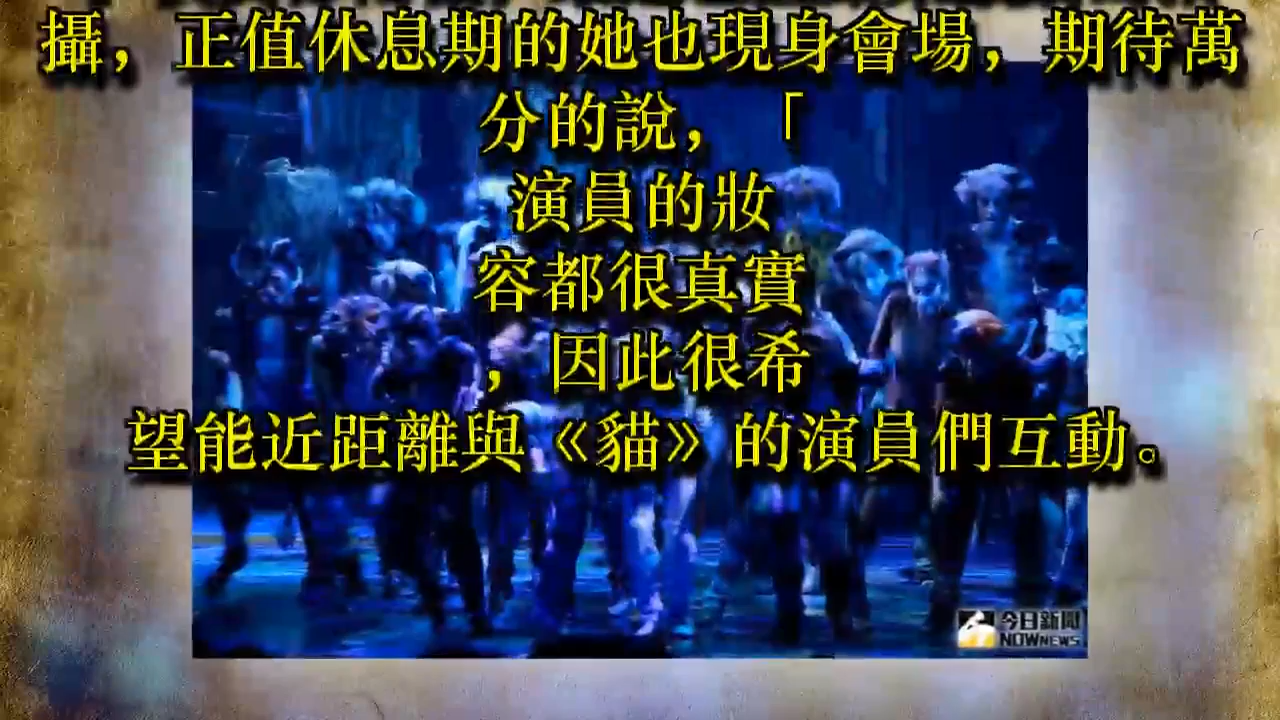 攝，正值休息期的她也現身會場，期待萬
分的說，「
演員的妝
容都很真實
，因此很希
望能近距離與《貓》的演員們互動。
今日新聞
NOWNEWS